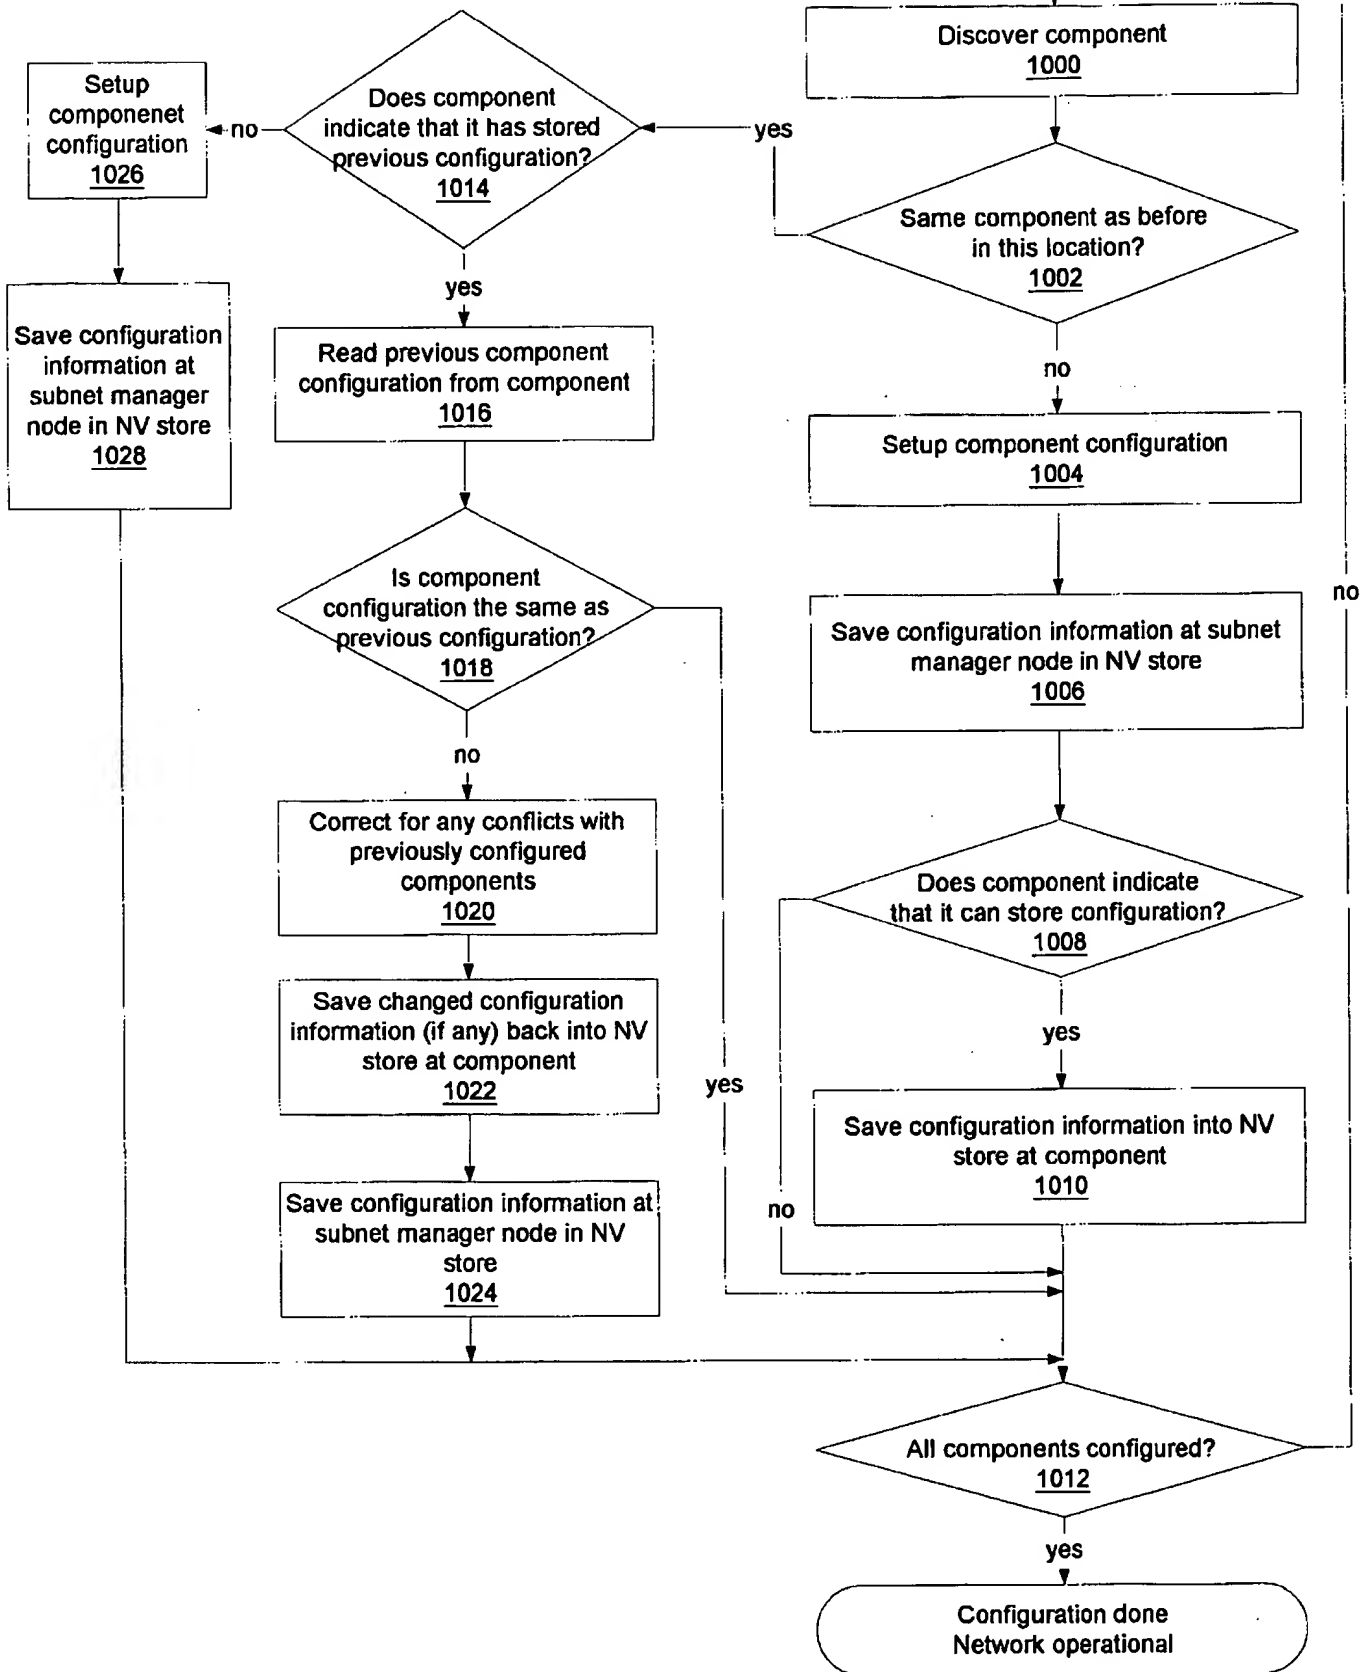 Discover component
1000
Setup
componenet
configuration
1026
no
Does component
indicate that it has stored
previous configuration?
1014
yes
Same component as before
in this location?
1002
yes
no
Read previous component
configuration from component
1016
Save configuration
information at
subnet manager
node in NV store
1028
Setup component configuration
1004
Is component
configuration the same as
previous configuration?
1018
no
Save configuration information at subnet
manager node in NV store
1006
no
Correct for any conflicts with
previously configured
components
1020
Does component indicate
that it can store configuration?
1008
Save changed configuration
information (if any) back into NV
store at component
1022
yes
yes
Save configuration information into NV
store at component
1010
no
Save configuration information at
subnet manager node in NV
store
1024
All components configured?
1012
yes
Configuration done
Network operational